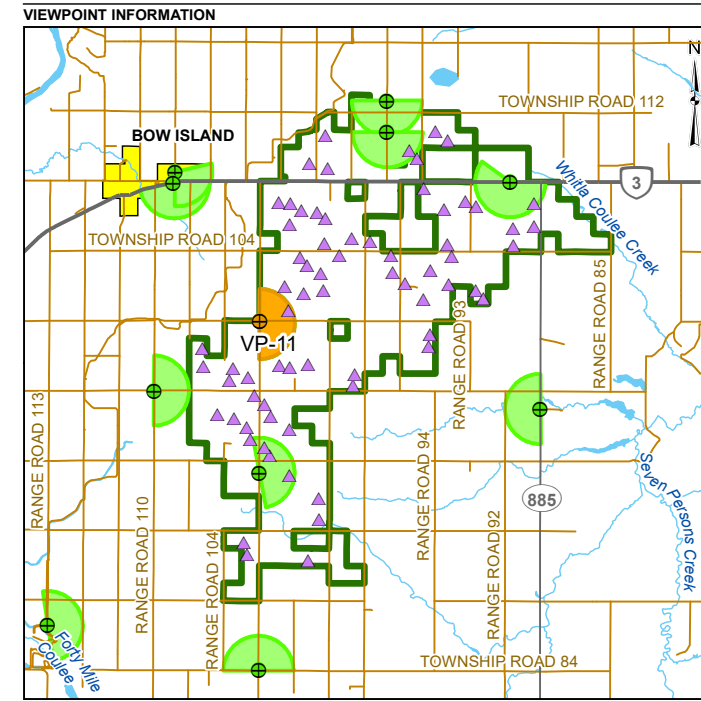 VIEWPOINT INFORMATION
N
TOWNSHIP ROAD 112
BOW ISLAND
3
Whitla Coulee Creek
TOWNSHIP ROAD 104
RANGE ROAD 85
VP-11
RANGE ROAD 93
RANGE ROAD 113
RANGE ROAD 94
885
Seven Persons Creek
RANGE ROAD 110
RANGE ROAD 104
RANGE ROAD 92
Forty Mile
Coulee
TOWNSHIP ROAD 84